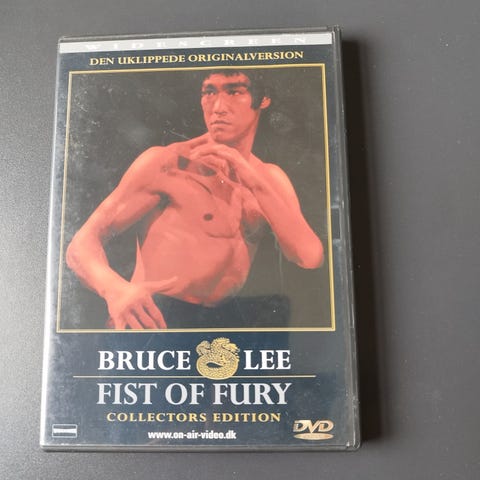 WIDESCREEN
DEN UKLIPPEDE ORIGINALVERSION
BRUCE LEE
FIST OF FURY
COLLECTORS EDITION
www.on-air-video.dk
DVD